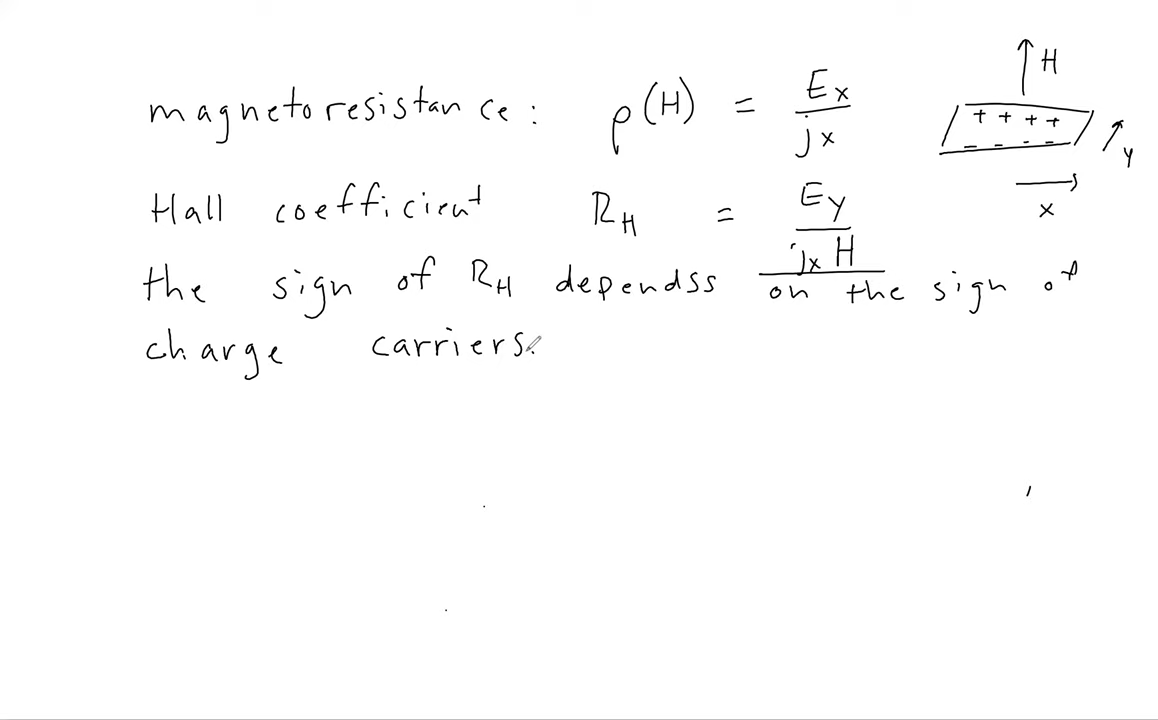 magnetoresistance: ρ(H) = Ex / jx
H
+ + + +
- - - -
y
x
Hall coefficient RH = Ey / jx H
the sign of RH dependss on the sign of
charge carriers.